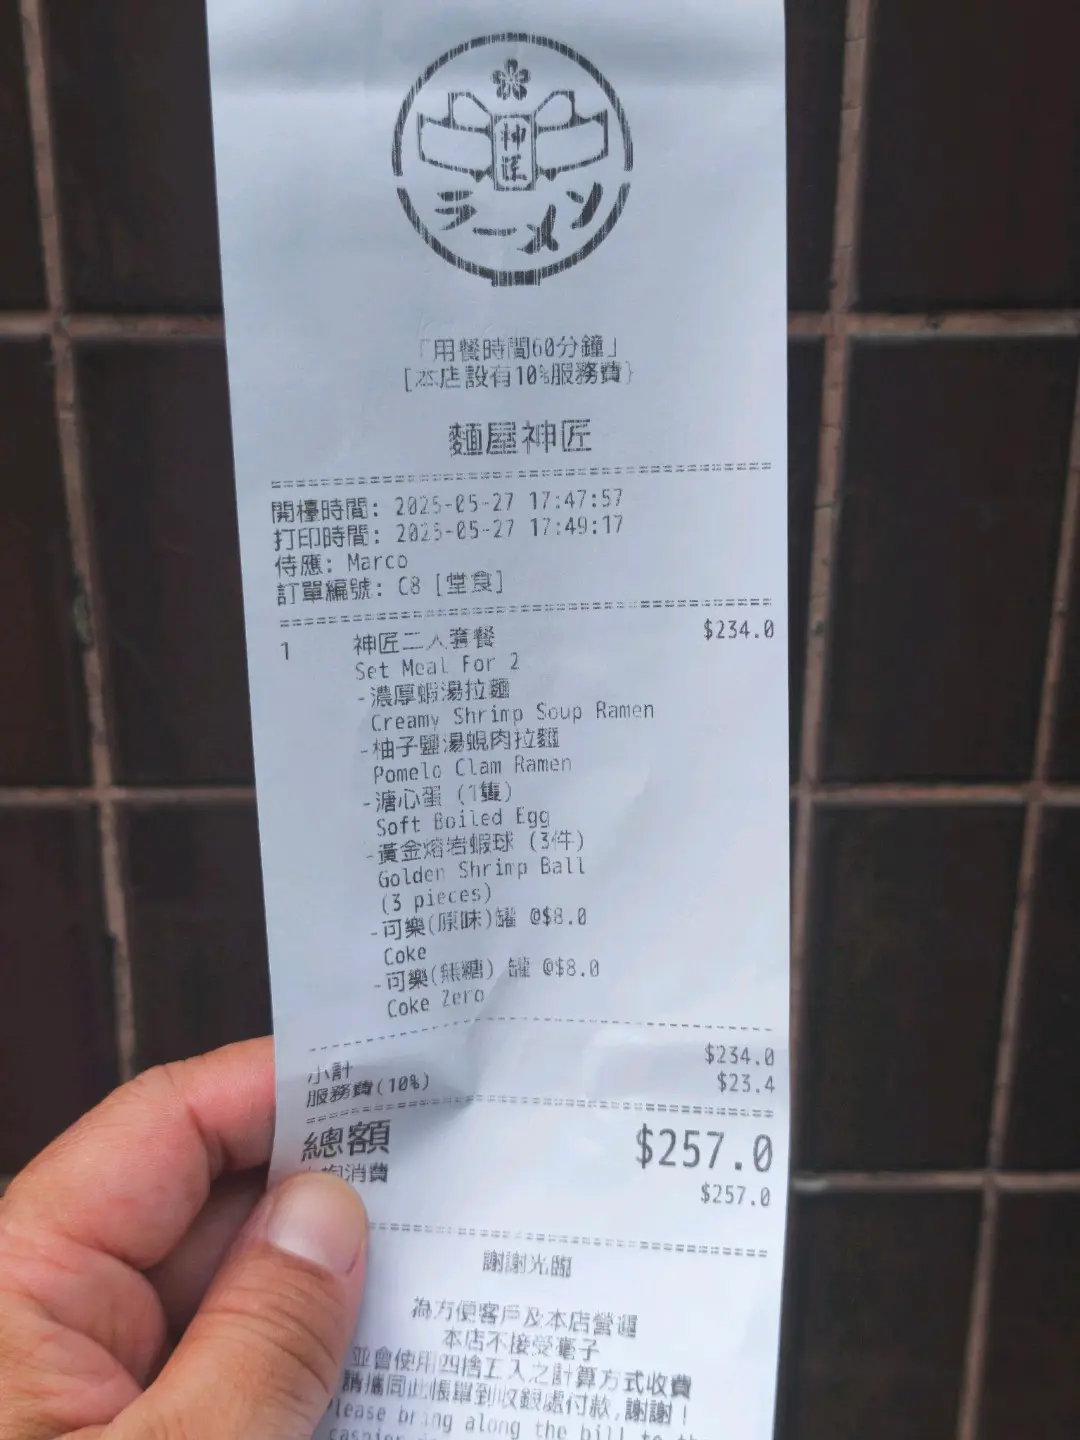 神匠
ラーメン
「用餐時間60分鐘」
[本店設有10%服務費}
麵屋神匠
開檯時間: 2025-05-27 17:47:57
打印時間: 2025-05-27 17:49:17
侍應: Marco
訂單編號: C8 [堂食]
1 神匠二人套餐 $234.0
Set Meal For 2
-濃厚蝦湯拉麵
Creamy Shrimp Soup Ramen
-柚子鹽湯蜆肉拉麵
Pomelo Clam Ramen
-溏心蛋 (1隻)
Soft Boiled Egg
-黃金熔岩蝦球 (3件)
Golden Shrimp Ball
(3 pieces)
-可樂(原味)罐 @$8.0
Coke
-可樂(無糖) 罐 @$8.0
Coke Zero
小計 $234.0
服務費(10%) $23.4
總額 $257.0
消費 $257.0
謝謝光臨
為方便客戶及本店營運
本店不接受毫子
並會使用四捨五入之計算方式收費
請攜同此帳單到收銀處付款,謝謝!
Please bring along the bill to
cashier